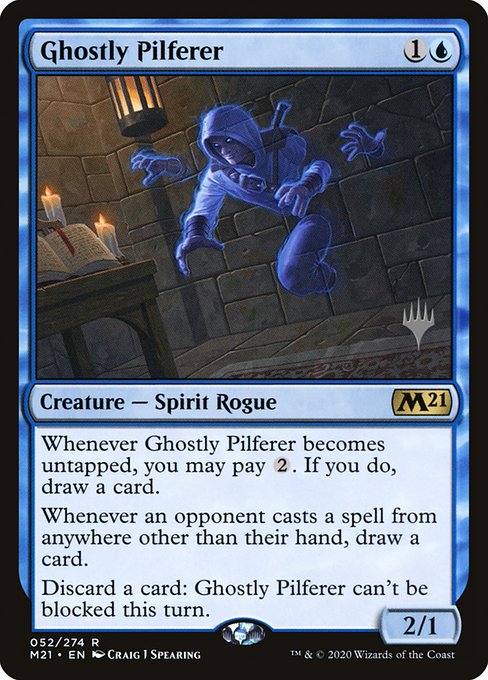 Ghostly Pilferer 1
Creature — Spirit Rogue M21
Whenever Ghostly Pilferer becomes
untapped, you may pay 2. If you do,
draw a card.
Whenever an opponent casts a spell from
anywhere other than their hand, draw a
card.
Discard a card: Ghostly Pilferer can't be
blocked this turn.
2/1
052/274 R
M21 • EN Craig J Spearing ™ & © 2020 Wizards of the Coast